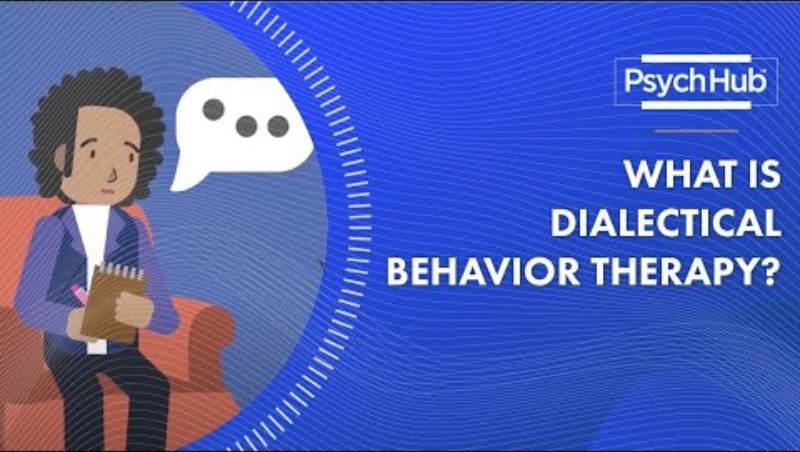 PsychHub
WHAT IS
DIALECTICAL
BEHAVIOR THERAPY?